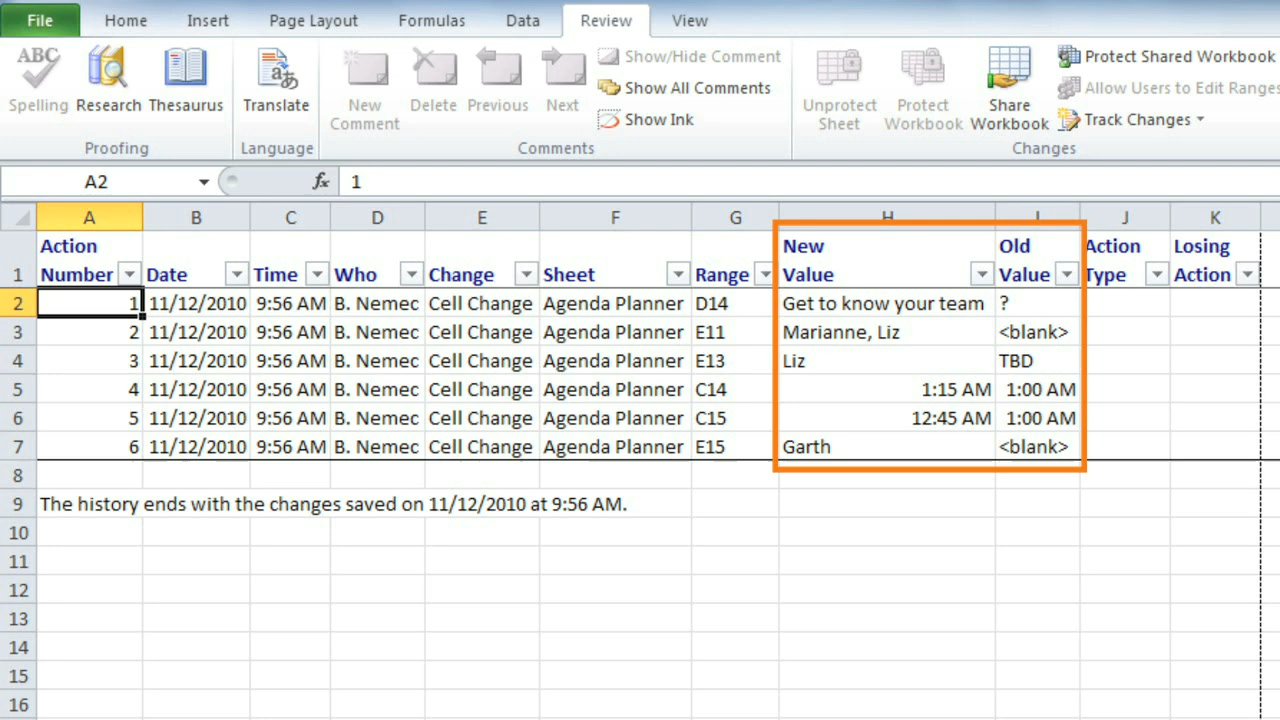 File Home Insert Page Layout Formulas Data Review View
ABC
Spelling Research Thesaurus
Proofing
Translate
Language
New
Comment
Delete Previous Next
Show/Hide Comment
Show All Comments
Show Ink
Comments
Unprotect
Sheet
Protect
Workbook
Share
Workbook
Protect Shared Workbook
Allow Users to Edit Ranges
Track Changes
Changes
A2 fx 1
A B C D E F G H I J K
1 Action Number Date Time Who Change Sheet Range New Value Old Value Action Type Losing Action
2 1 11/12/2010 9:56 AM B. Nemec Cell Change Agenda Planner D14 Get to know your team ?
3 2 11/12/2010 9:56 AM B. Nemec Cell Change Agenda Planner E11 Marianne, Liz <blank>
4 3 11/12/2010 9:56 AM B. Nemec Cell Change Agenda Planner E13 Liz TBD
5 4 11/12/2010 9:56 AM B. Nemec Cell Change Agenda Planner C14 1:15 AM 1:00 AM
6 5 11/12/2010 9:56 AM B. Nemec Cell Change Agenda Planner C15 12:45 AM 1:00 AM
7 6 11/12/2010 9:56 AM B. Nemec Cell Change Agenda Planner E15 Garth <blank>
8
9 The history ends with the changes saved on 11/12/2010 at 9:56 AM.
10
11
12
13
14
15
16